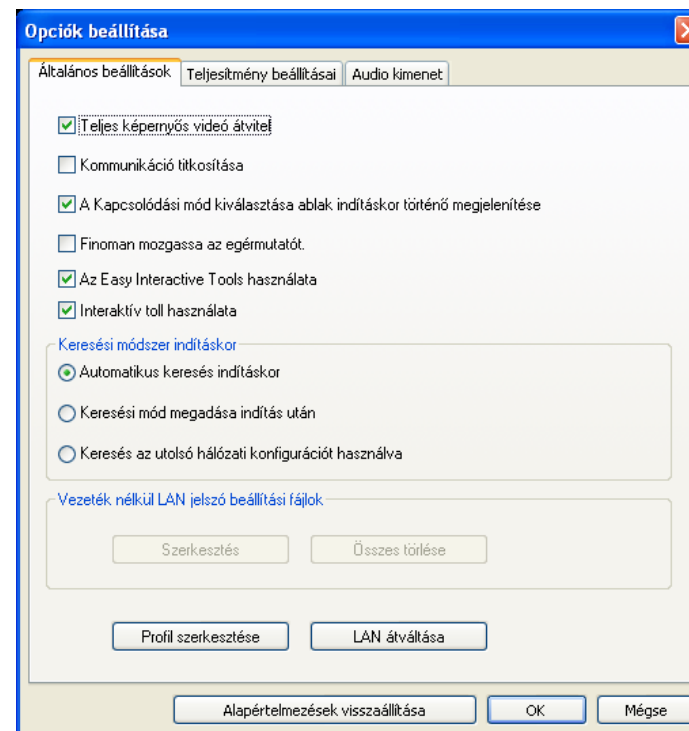 Opciók beállítása
Általános beállítások Teljesítmény beállításai Audio kimenet
Teljes képernyős videó átvitel
Kommunikáció titkosítása
A Kapcsolódási mód kiválasztása ablak indításkor történő megjelenítése
Finoman mozgassa az egérmutatót.
Az Easy Interactive Tools használata
Interaktív toll használata
Keresési módszer indításkor
Automatikus keresés indításkor
Keresési mód megadása indítás után
Keresés az utolsó hálózati konfigurációt használva
Vezeték nélkül LAN jelszó beállítási fájlok
Szerkesztés Összes törlése
Profil szerkesztése LAN átváltása
Alapértelmezések visszaállítása OK Mégse